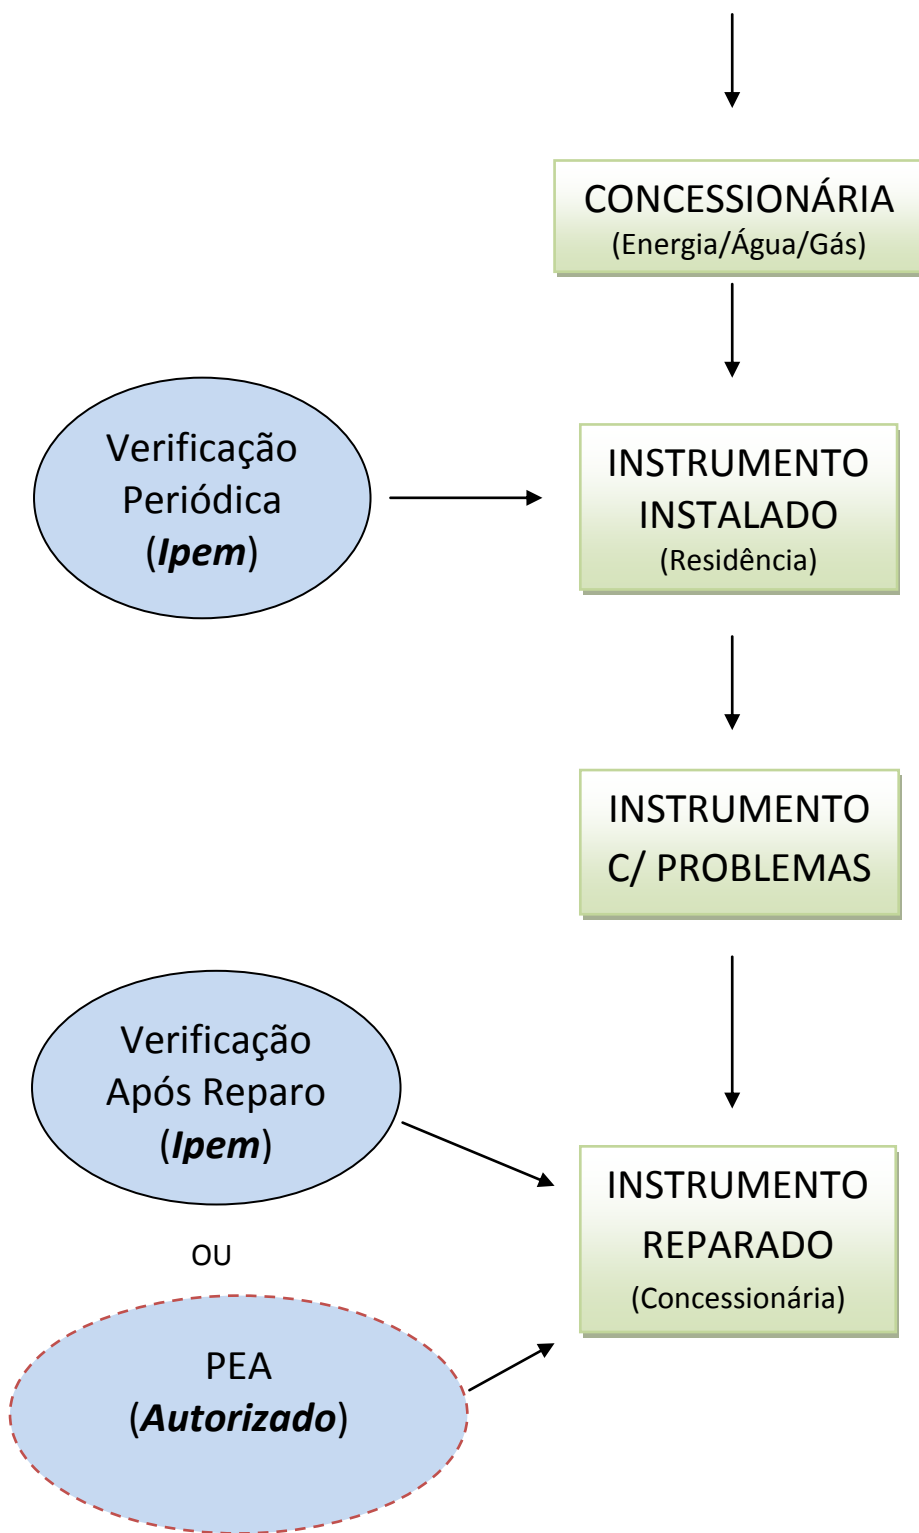 CONCESSIONÁRIA
(Energia/Água/Gás)
Verificação
Periódica
(Ipem)
INSTRUMENTO
INSTALADO
(Residência)
INSTRUMENTO
C/ PROBLEMAS
Verificação
Após Reparo
(Ipem)
OU
PEA
(Autorizado)
INSTRUMENTO
REPARADO
(Concessionária)